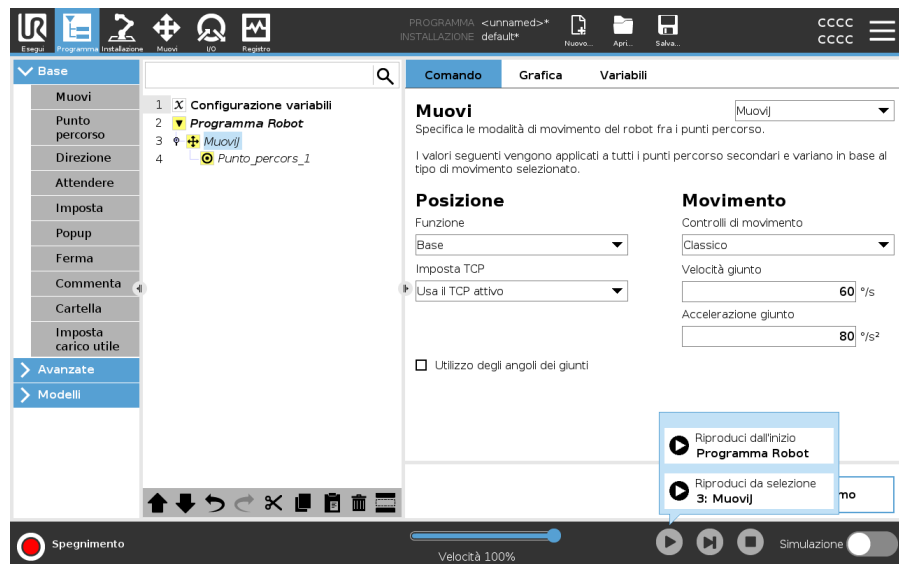 PROGRAMMA <unnamed>*
INSTALLAZIONE default*
UR
Esegui
Programma
Installazione
Muovi
I/O
Registro
Nuovo...
Apri...
Salva...
CCCC
CCCC
Base
Muovi
Punto
percorso
Direzione
Attendere
Imposta
Popup
Ferma
Commenta
Cartella
Imposta
carico utile
Avanzate
Modelli
1 X Configurazione variabili
2 Programma Robot
3 MuoviJ
4 Punto_percors_1
Comando
Grafica
Variabili
Muovi
MuoviJ
Specifica le modalità di movimento del robot fra i punti percorso.
I valori seguenti vengono applicati a tutti i punti percorso secondari e variano in base al
tipo di movimento selezionato.
Posizione
Funzione
Base
Imposta TCP
Usa il TCP attivo
Utilizzo degli angoli dei giunti
Movimento
Controlli di movimento
Classico
Velocità giunto
60 °/s
Accelerazione giunto
80 °/s²
Riproduci dall'inizio
Programma Robot
Riproduci da selezione
3: MuoviJ
mo
Spegnimento
Velocità 100%
Simulazione